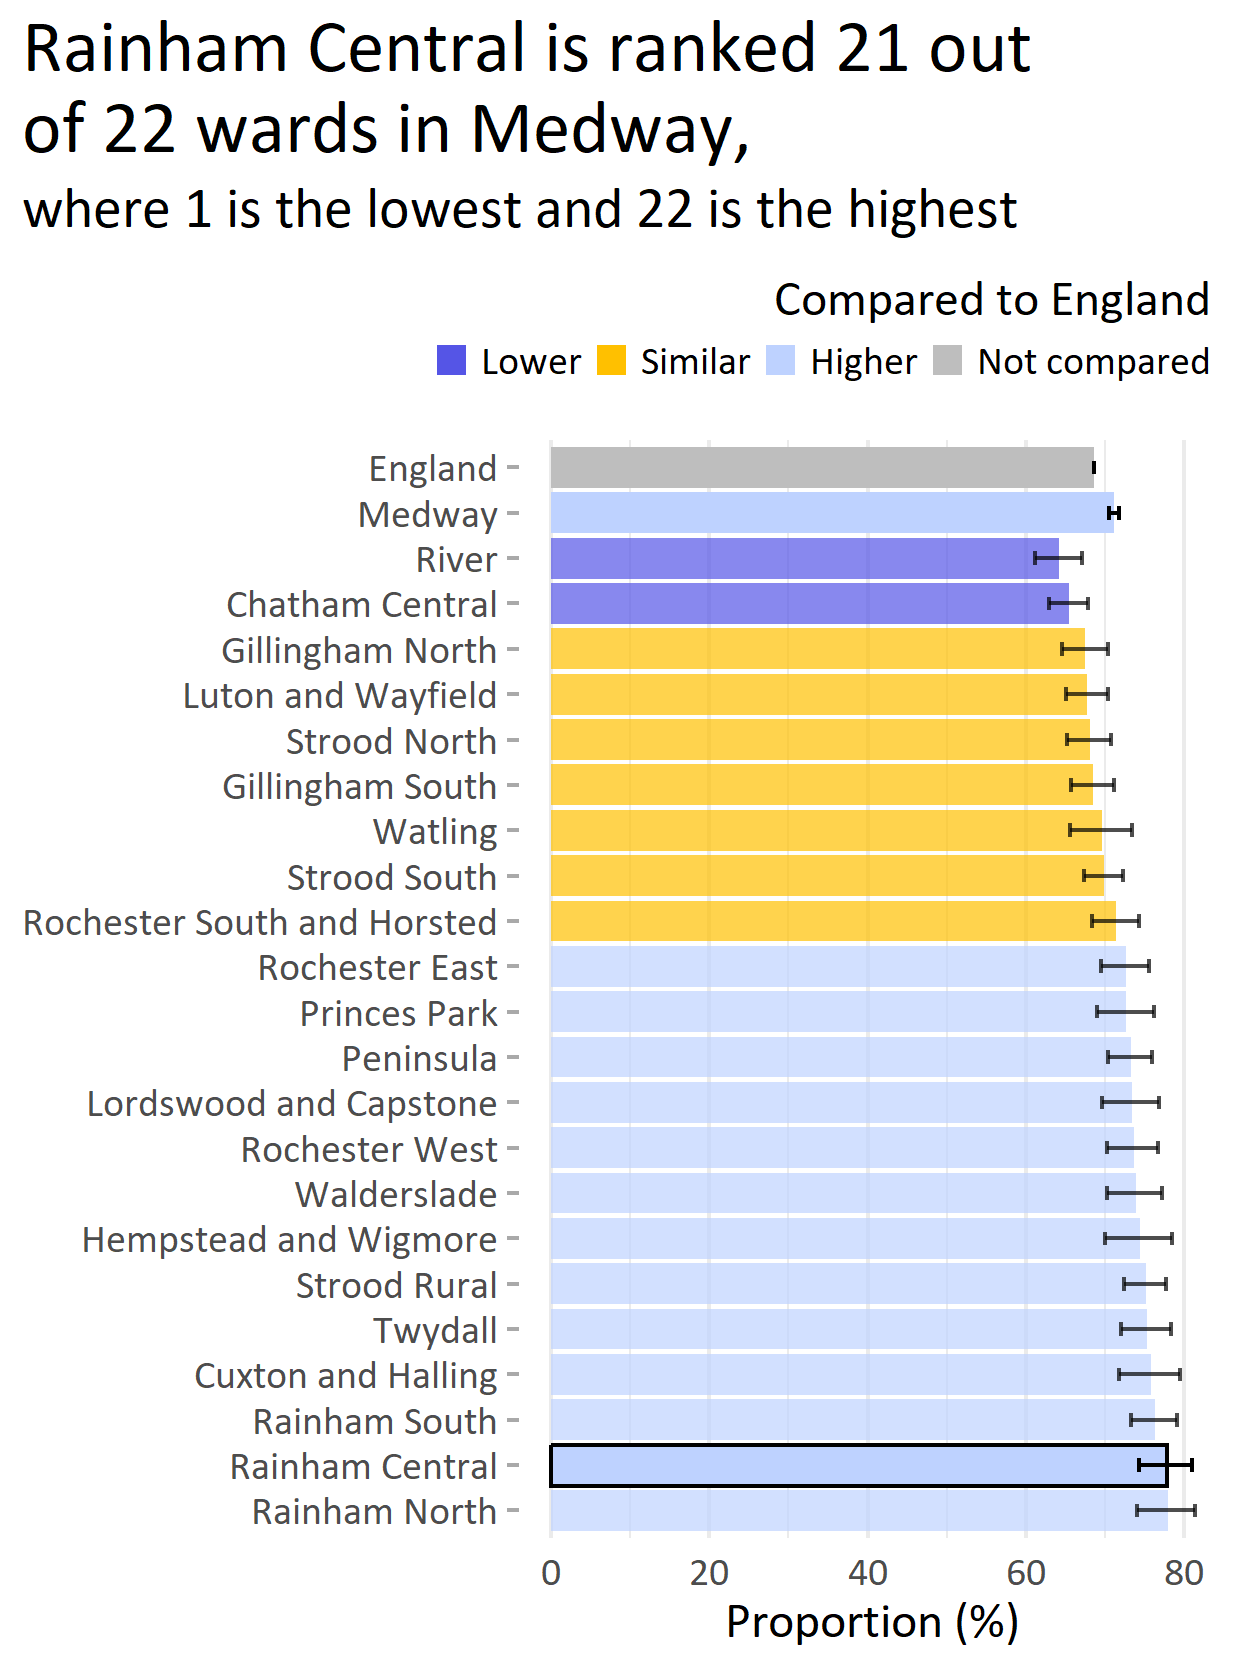 Rainham Central is ranked 21 out
of 22 wards in Medway,
where 1 is the lowest and 22 is the highest
Compared to England
Lower Similar Higher Not compared
England
Medway
River
Chatham Central
Gillingham North
Luton and Wayfield
Strood North
Gillingham South
Watling
Strood South
Rochester South and Horsted
Rochester East
Princes Park
Peninsula
Lordswood and Capstone
Rochester West
Walderslade
Hempstead and Wigmore
Strood Rural
Twydall
Cuxton and Halling
Rainham South
Rainham Central
Rainham North
0 20 40 60 80
Proportion (%)